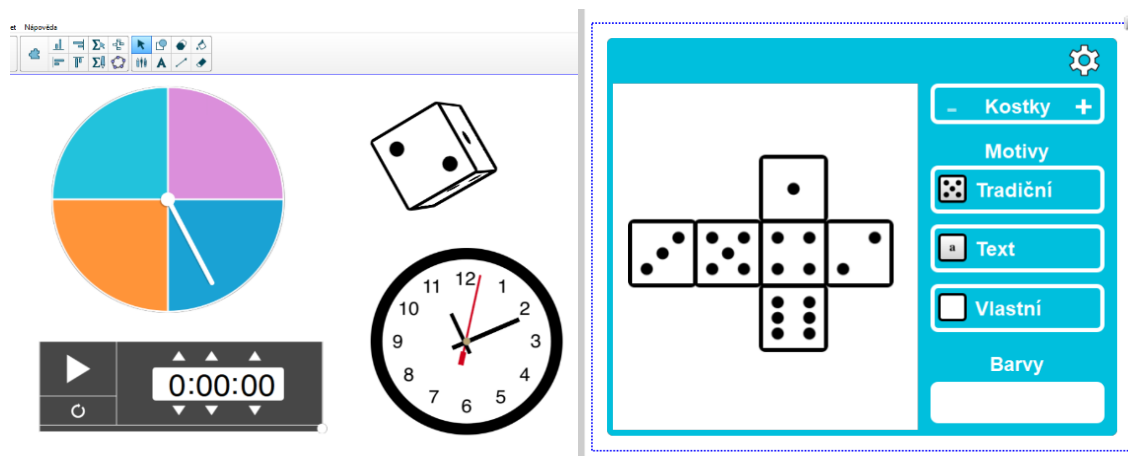 et Nápověda
0:00:00
12
1
2
3
4
5
6
7
8
9
10
11
- Kostky +
Motivy
Tradiční
a Text
Vlastní
Barvy